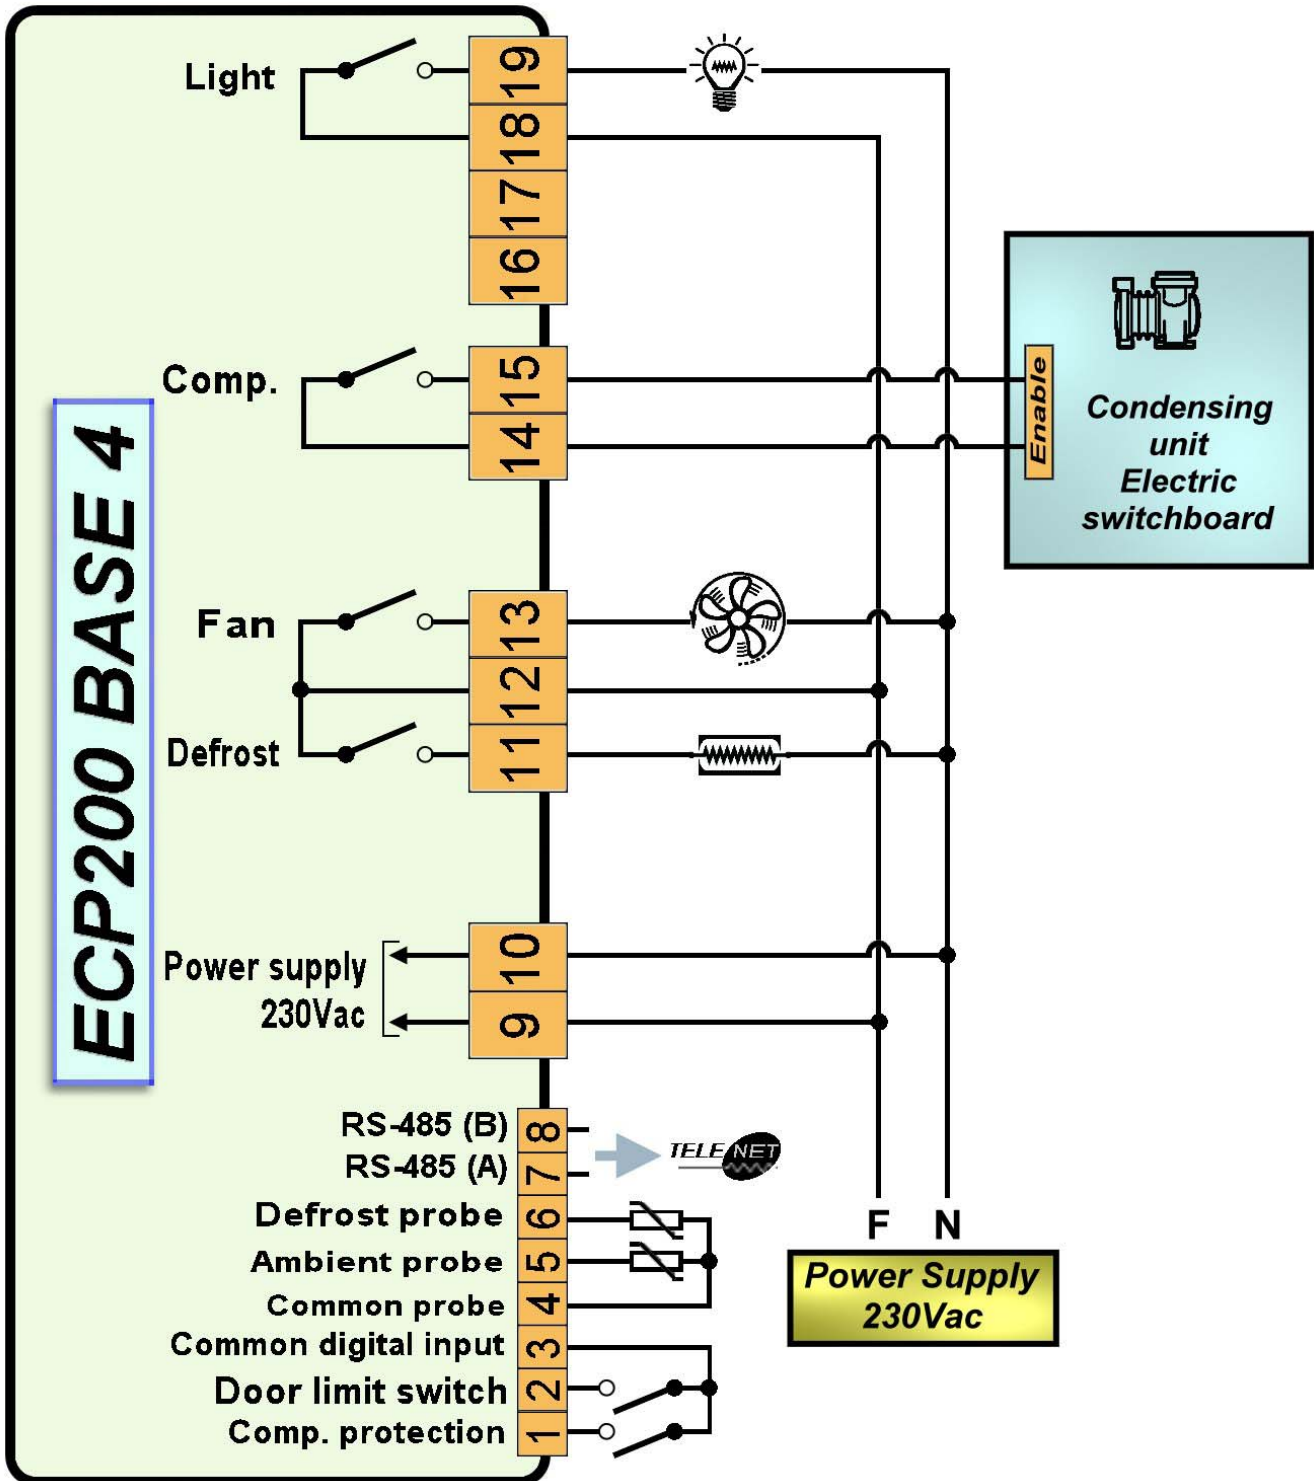 Light
19
18
17
16
Comp.
15
14
Enable
Condensing
unit
Electric
switchboard
ECP200 BASE 4
Fan
13
12
Defrost
11
Power supply
230Vac
10
9
RS-485 (B)
8
RS-485 (A)
7
TELE NET
Defrost probe
6
Ambient probe
5
Common probe
4
Common digital input
3
Door limit switch
2
Comp. protection
1
F N
Power Supply
230Vac